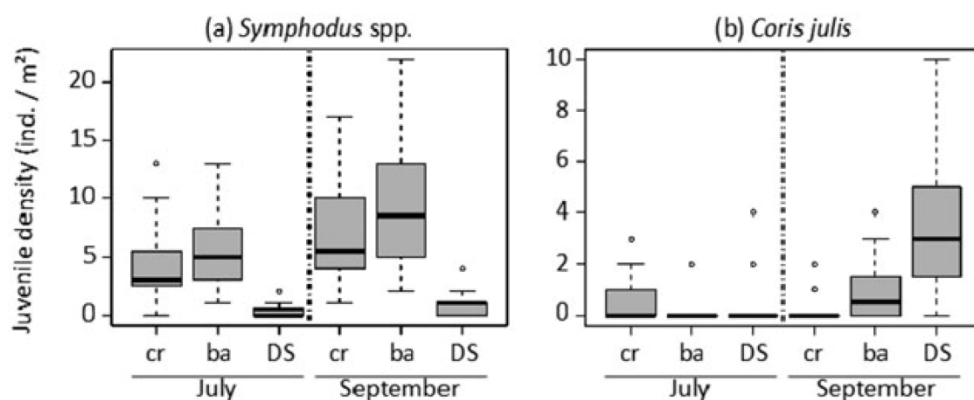 (a) Symphodus spp.
(b) Coris julis
Juvenile density (ind. / m²)
20
15
10
5
0
10
8
6
4
2
0
cr ba DS cr ba DS
July September
cr ba DS cr ba DS
July September